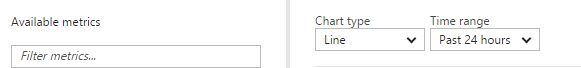 Available metrics
Filter metrics...
Chart type
Time range
Line
Past 24 hours